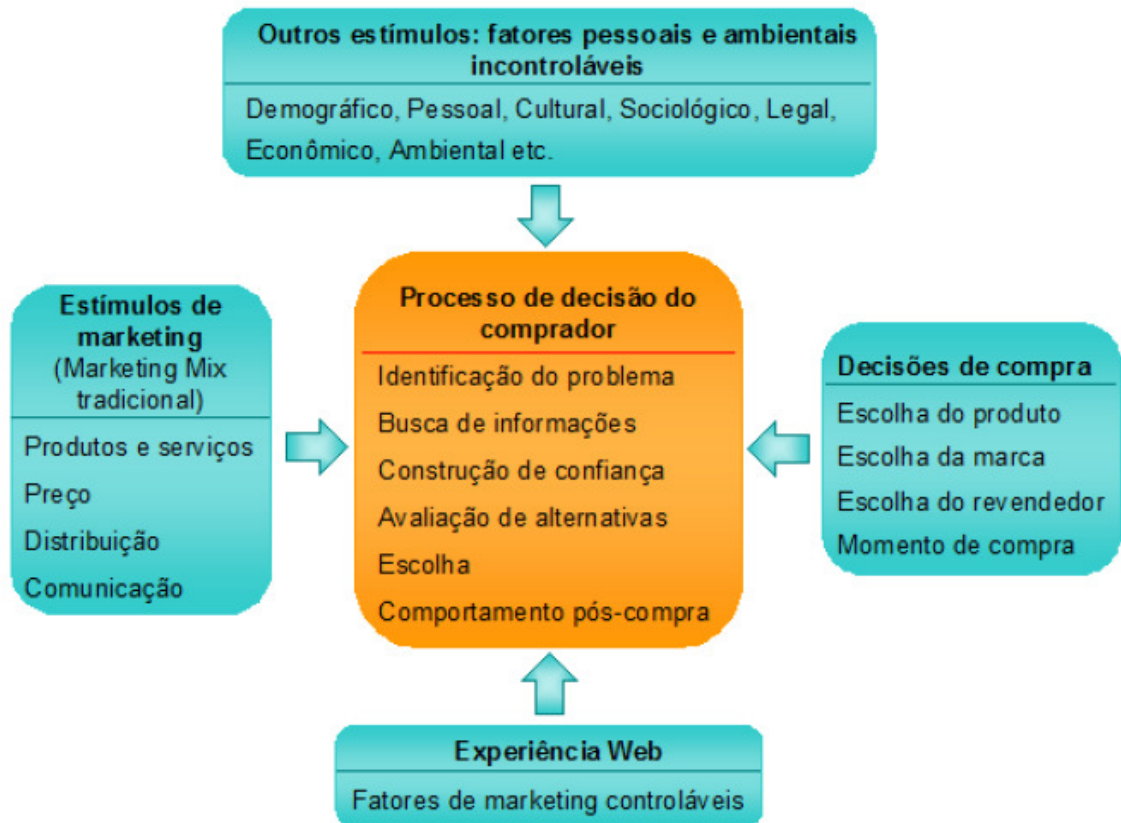 Outros estímulos: fatores pessoais e ambientais
incontroláveis
Demográfico, Pessoal, Cultural, Sociológico, Legal,
Econômico, Ambiental etc.
Estímulos de
marketing
(Marketing Mix
tradicional)
Produtos e serviços
Preço
Distribuição
Comunicação
Processo de decisão do
comprador
Identificação do problema
Busca de informações
Construção de confiança
Avaliação de alternativas
Escolha
Comportamento pós-compra
Decisões de compra
Escolha do produto
Escolha da marca
Escolha do revendedor
Momento de compra
Experiência Web
Fatores de marketing controláveis